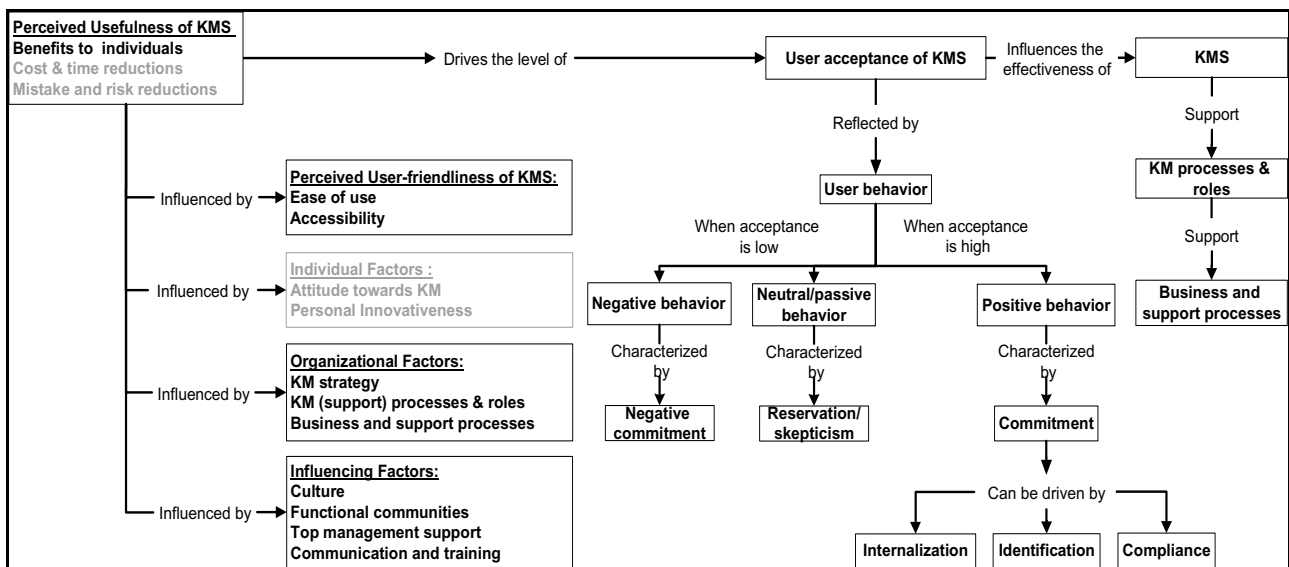 Perceived Usefulness of KMS
Benefits to individuals
Cost & time reductions
Mistake and risk reductions
Drives the level of
User acceptance of KMS
Influences the
effectiveness of
KMS
Reflected by
Support
Influenced by
Perceived User-friendliness of KMS:
Ease of use
Accessibility
User behavior
KM processes &
roles
When acceptance
is low
When acceptance
is high
Support
Influenced by
Individual Factors :
Attitude towards KM
Personal Innovativeness
Negative behavior
Neutral/passive
behavior
Positive behavior
Business and
support processes
Influenced by
Organizational Factors:
KM strategy
KM (support) processes & roles
Business and support processes
Characterized
by
Characterized
by
Characterized
by
Negative
commitment
Reservation/
skepticism
Commitment
Influenced by
Influencing Factors:
Culture
Functional communities
Top management support
Communication and training
Can be driven by
Internalization
Identification
Compliance